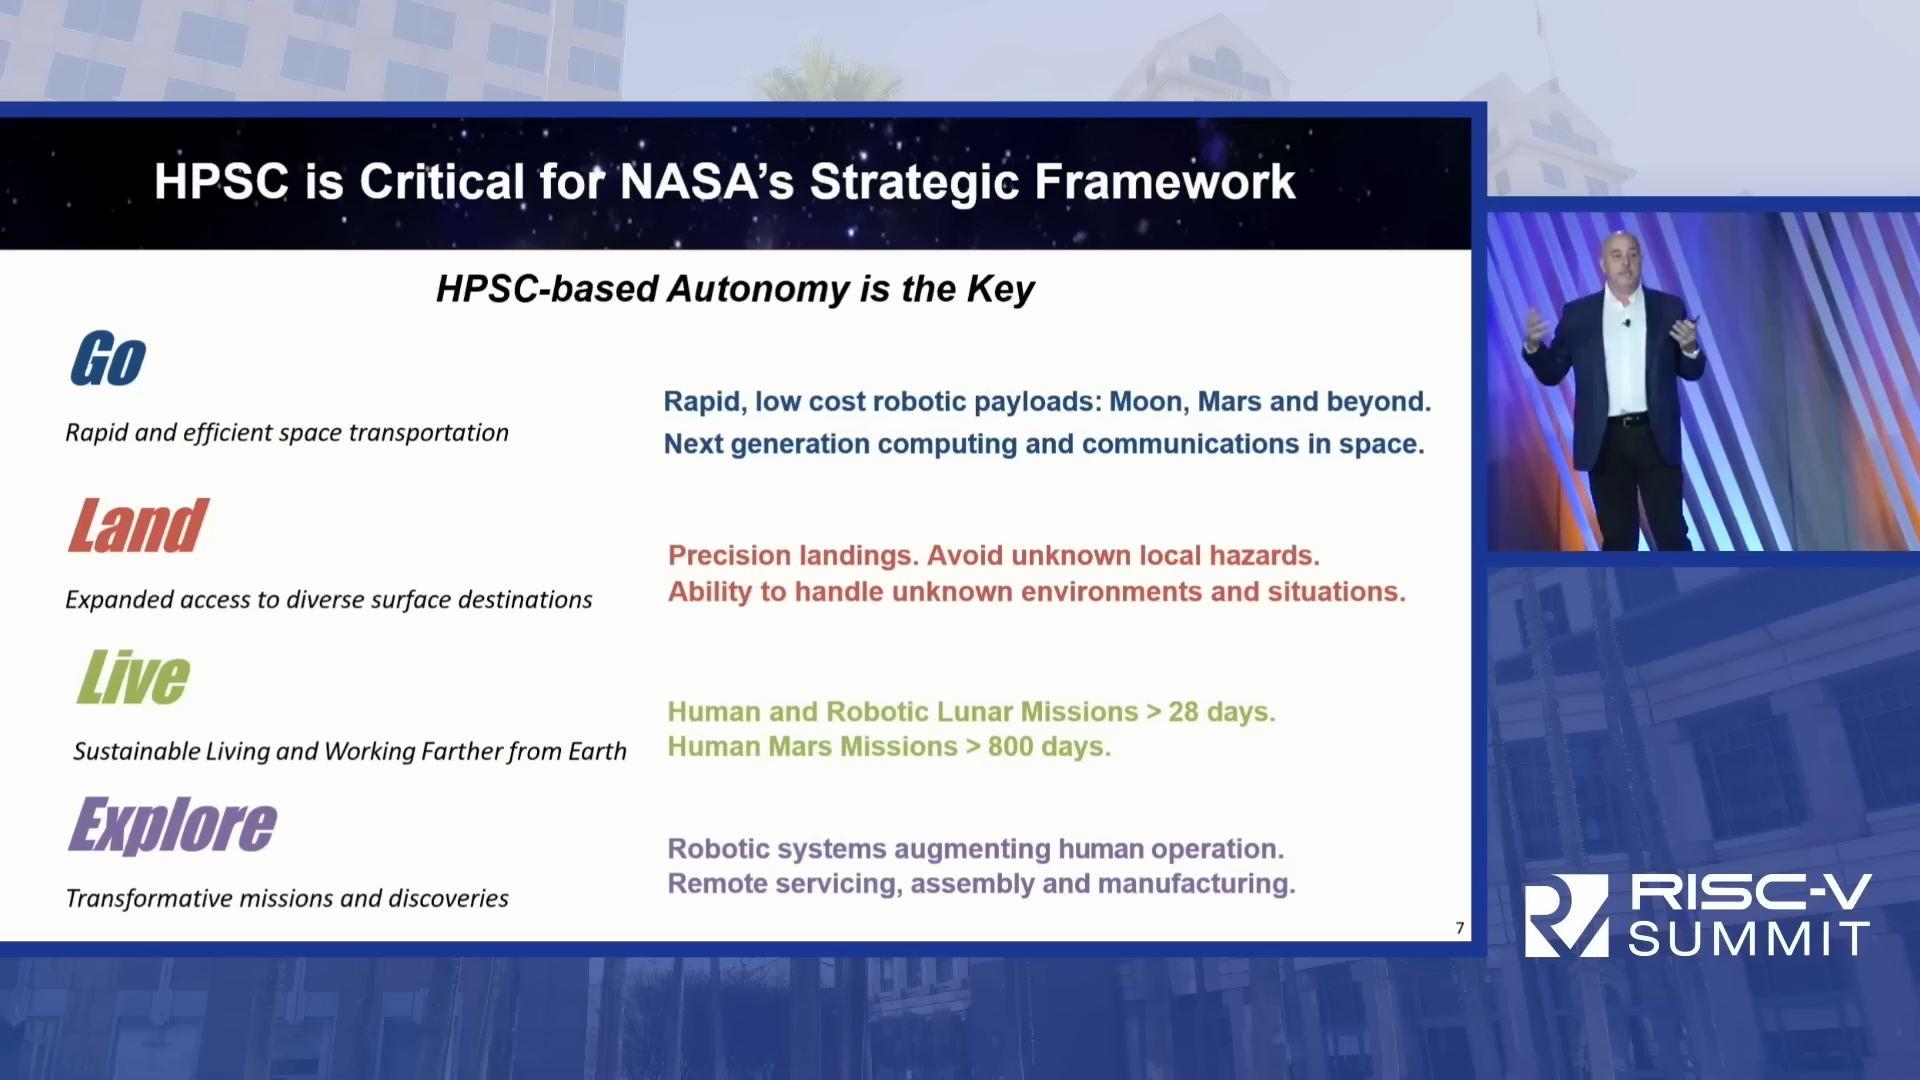 HPSC is Critical for NASA's Strategic Framework
HPSC-based Autonomy is the Key
Go
Rapid and efficient space transportation
Rapid, low cost robotic payloads: Moon, Mars and beyond.
Next generation computing and communications in space.
Land
Expanded access to diverse surface destinations
Precision landings. Avoid unknown local hazards.
Ability to handle unknown environments and situations.
Live
Sustainable Living and Working Farther from Earth
Human and Robotic Lunar Missions > 28 days.
Human Mars Missions > 800 days.
Explore
Transformative missions and discoveries
Robotic systems augmenting human operation.
Remote servicing, assembly and manufacturing.
7
RISC-V
SUMMIT